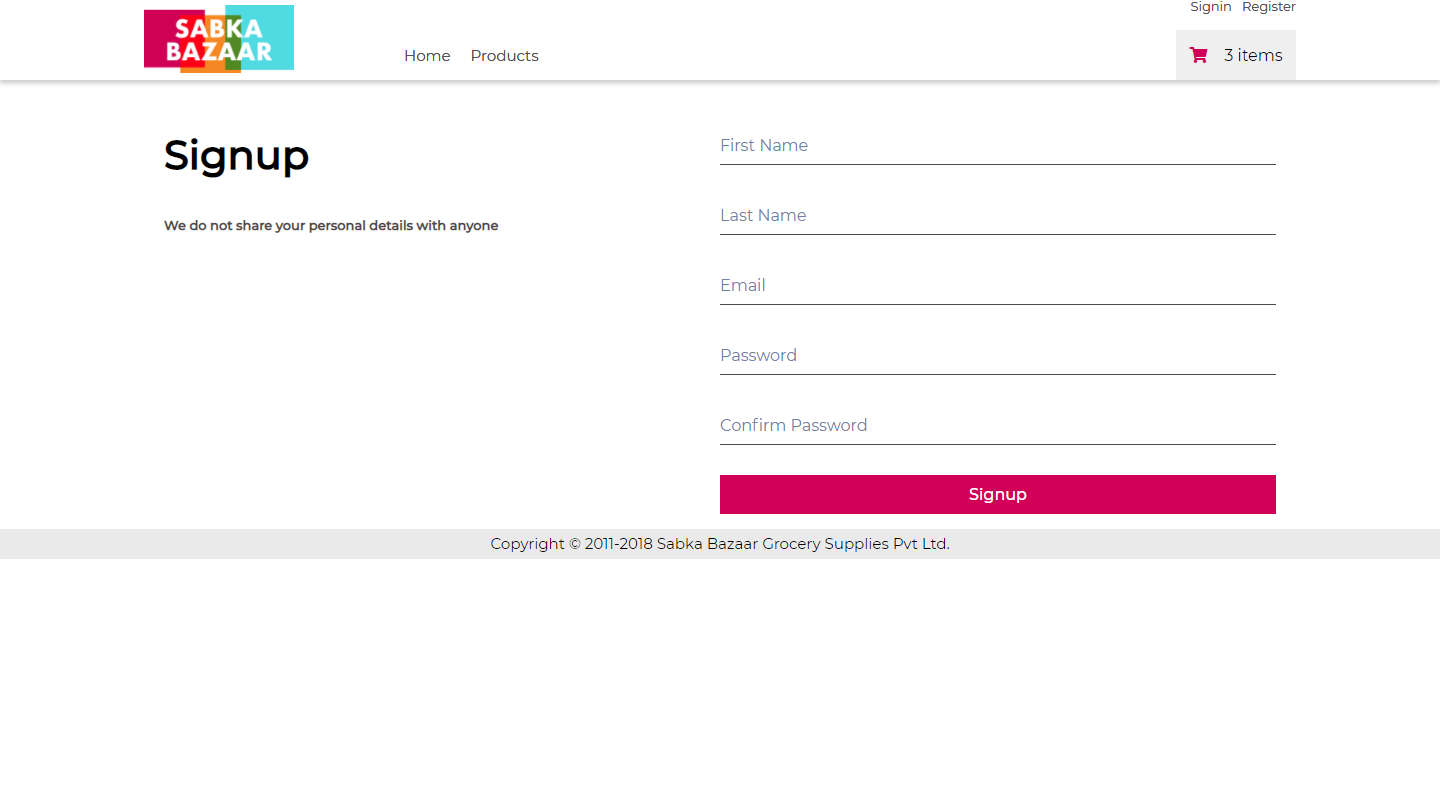 SABKA
BAZAAR
Home Products
Signin Register
3 items
Signup
We do not share your personal details with anyone
First Name
Last Name
Email
Password
Confirm Password
Signup
Copyright © 2011-2018 Sabka Bazaar Grocery Supplies Pvt Ltd.